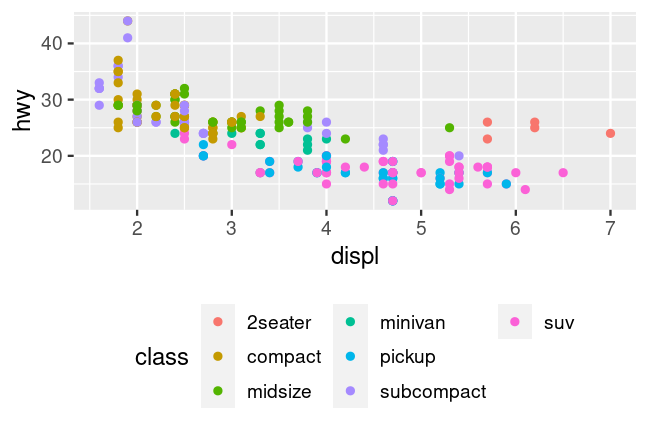 hwy
40
30
20
2 3 4 5 6 7
displ
class
2seater minivan suv
compact pickup
midsize subcompact